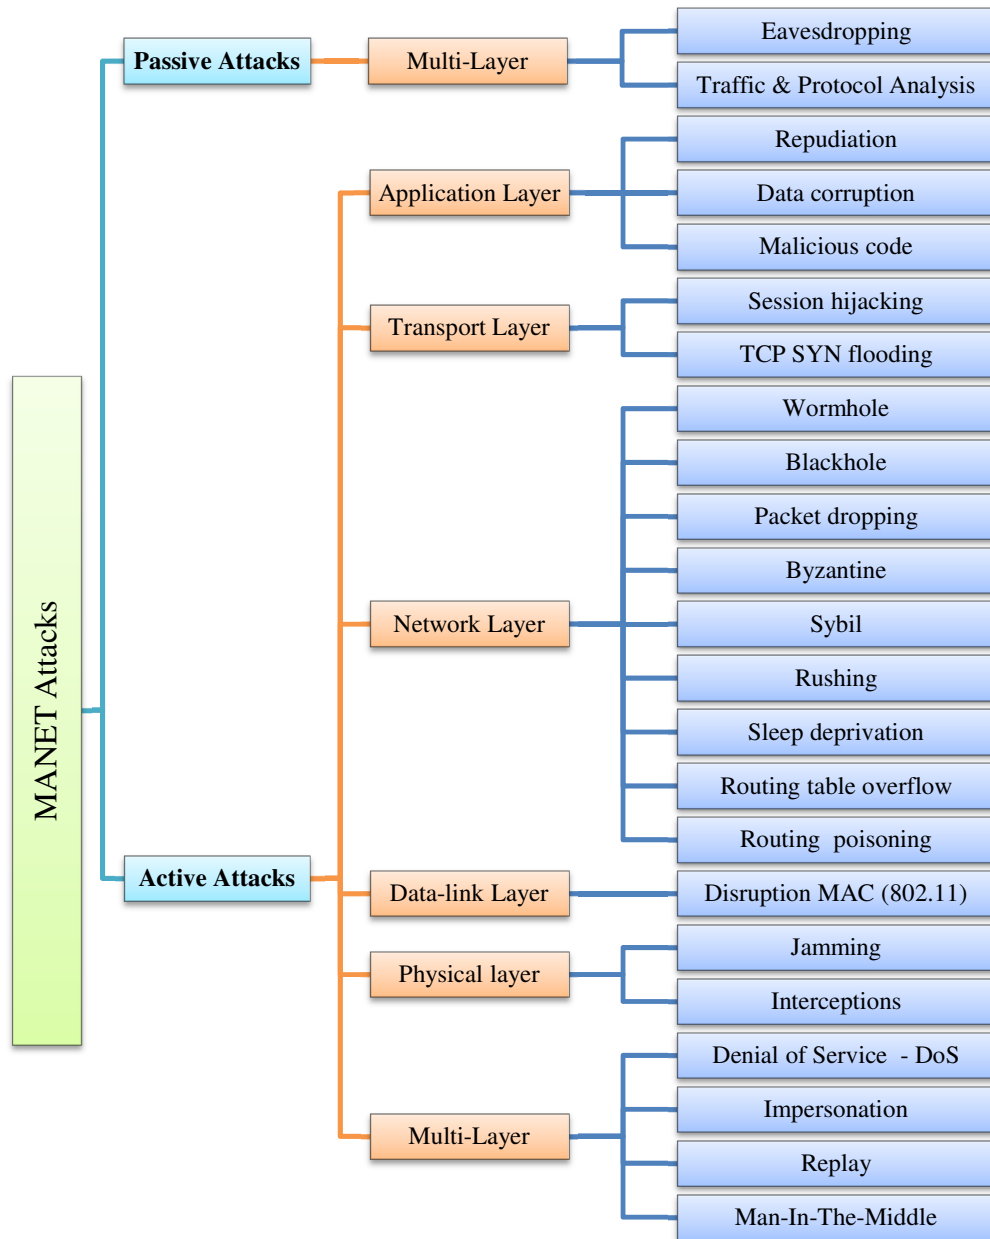 MANET Attacks
Passive Attacks
Multi-Layer
Eavesdropping
Traffic & Protocol Analysis
Active Attacks
Application Layer
Repudiation
Data corruption
Malicious code
Transport Layer
Session hijacking
TCP SYN flooding
Network Layer
Wormhole
Blackhole
Packet dropping
Byzantine
Sybil
Rushing
Sleep deprivation
Routing table overflow
Routing  poisoning
Data-link Layer
Disruption MAC (802.11)
Physical layer
Jamming
Interceptions
Multi-Layer
Denial of Service  - DoS
Impersonation
Replay
Man-In-The-Middle